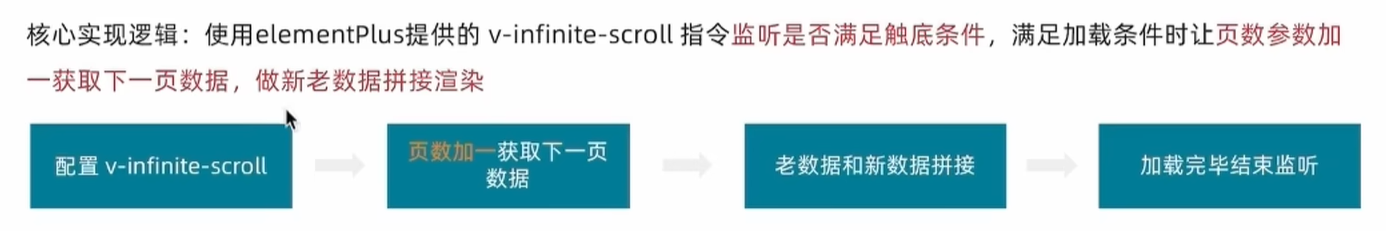 核心实现逻辑：使用elementPlus提供的 v-infinite-scroll 指令监听是否满足触底条件，满足加载条件时让页数参数加
一获取下一页数据，做新老数据拼接渲染
配置 v-infinite-scroll
页数加一获取下一页
数据
老数据和新数据拼接
加载完毕结束监听